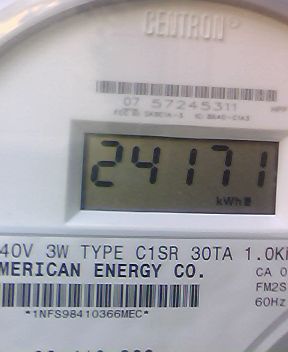 CENTRON®
07 57245311
24171
kWh
40V 3W TYPE C1SR 30TA 1.0K
MERICAN ENERGY CO.
CA 0
FM2S
60Hz
*1NFS98410366MEC*